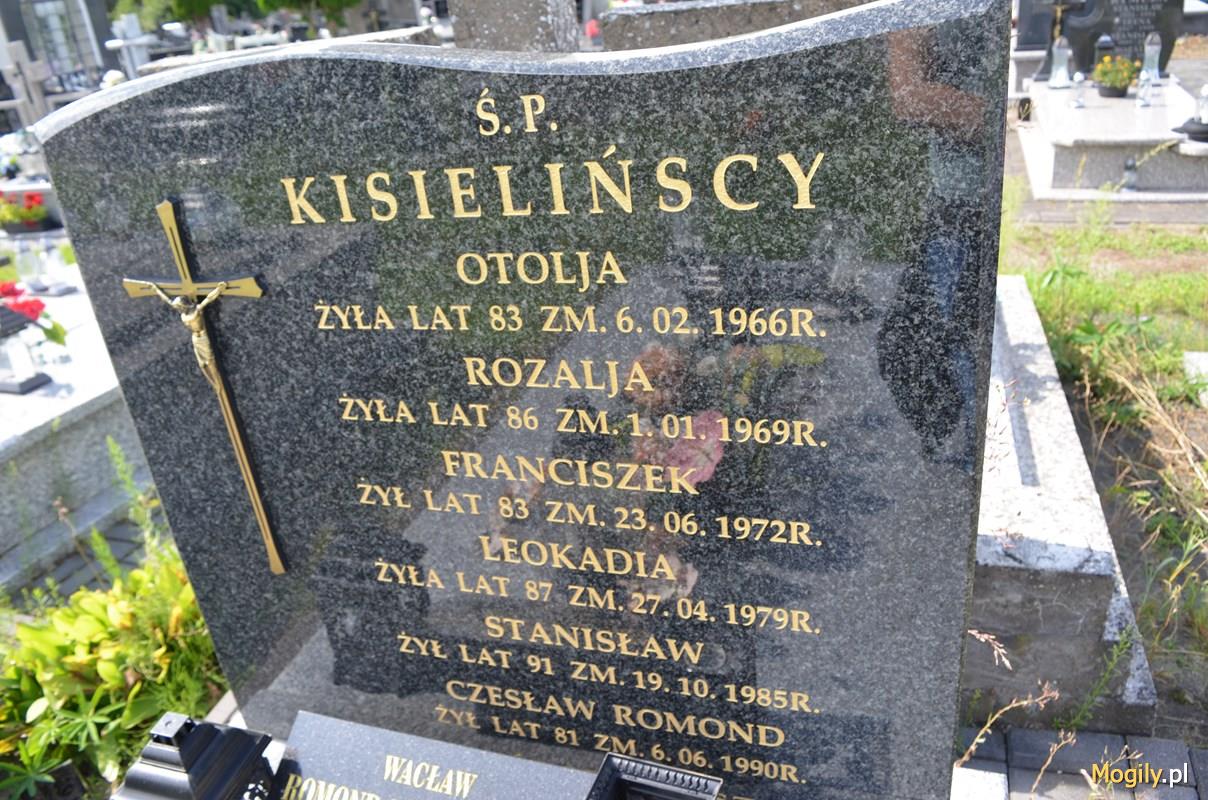 Ś. P.
KISIELIŃSCY
OTOLJA
ŻYŁA LAT 83 ZM. 6. 02. 1966R.
ROZALJA
ŻYŁA LAT 86 ZM. 1. 01. 1969R.
FRANCISZEK
ŻYŁ LAT 83 ZM. 23. 06. 1972R.
LEOKADIA
ŻYŁA LAT 87 ZM. 27. 04. 1979R.
STANISŁAW
ŻYŁ LAT 91 ZM. 19. 10. 1985R.
CZESŁAW ROMOND
ŻYŁ LAT 81 ZM. 6. 06. 1990R.
WACŁAW
Mogily.pl